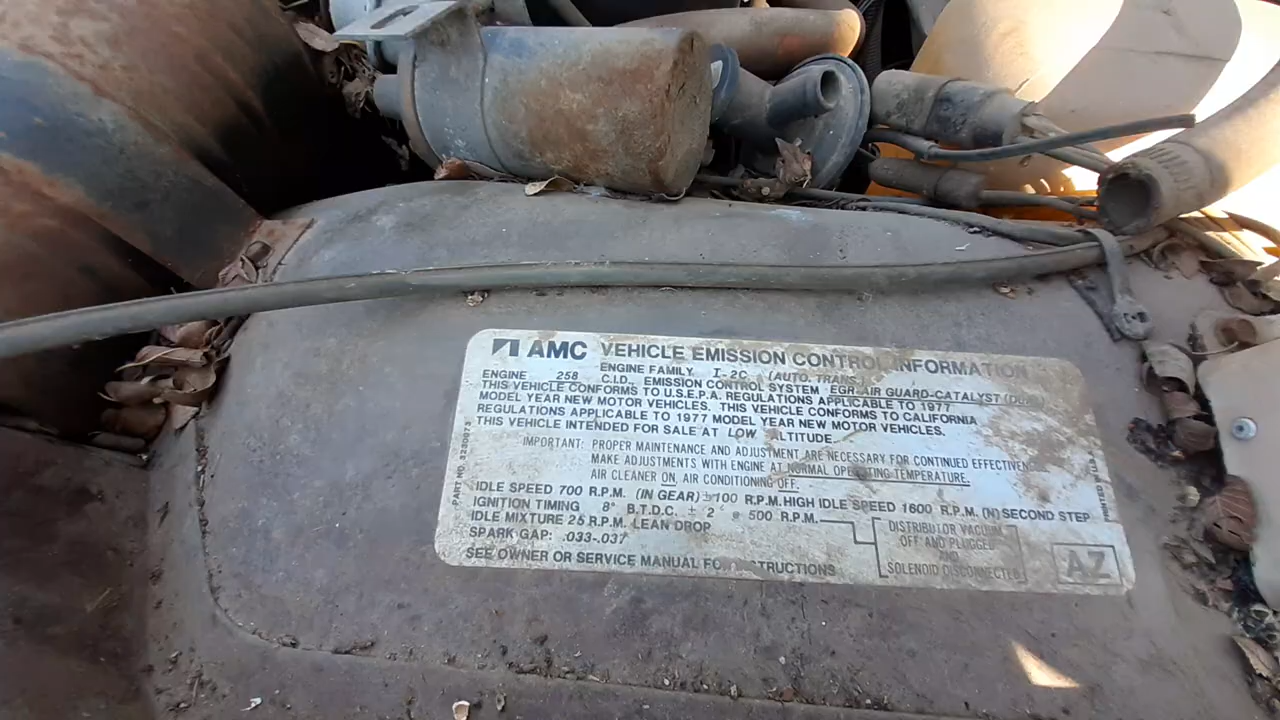 AMC VEHICLE EMISSION CONTROL INFORMATION
ENGINE FAMILY I-2C (AUTO. TRANS.)
ENGINE 258 C.I.D., EMISSION CONTROL SYSTEM EGR, AIR GUARD-CATALYST
THIS VEHICLE CONFORMS TO U.S.E.P.A. REGULATIONS APPLICABLE TO 1977
MODEL YEAR NEW MOTOR VEHICLES. THIS VEHICLE CONFORMS TO CALIFORNIA
REGULATIONS APPLICABLE TO 1977 MODEL YEAR NEW MOTOR VEHICLES.
THIS VEHICLE INTENDED FOR SALE AT LOW ALTITUDE.
IMPORTANT: PROPER MAINTENANCE AND ADJUSTMENT ARE NECESSARY FOR CONTINUED EFFECTIVEN
MAKE ADJUSTMENTS WITH ENGINE AT NORMAL OPERATING TEMPERATURE.
AIR CLEANER ON, AIR CONDITIONING OFF.
IDLE SPEED 700 R.P.M. (IN GEAR) ±100 R.P.M. HIGH IDLE SPEED 1600 R.P.M. (N) SECOND STEP
IGNITION TIMING 8° B.T.D.C. ± 2° @ 500 R.P.M.
IDLE MIXTURE 25 R.P.M. LEAN DROP
SPARK GAP: .033-.037
SEE OWNER OR SERVICE MANUAL FOR INSTRUCTIONS
DISTRIBUTOR VACUUM
OFF AND PLUGGED
AND
SOLENOID DISCONNECTED
AZ
PART NO.
PRINTED IN U.S.A.